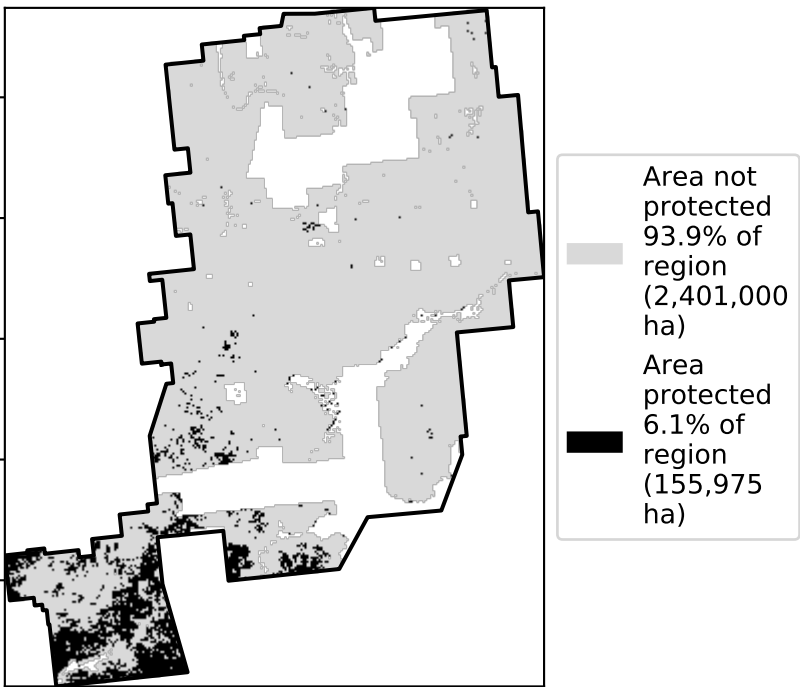 Area not
protected
93.9% of
region
(2,401,000
ha)
Area
protected
6.1% of
region
(155,975
ha)